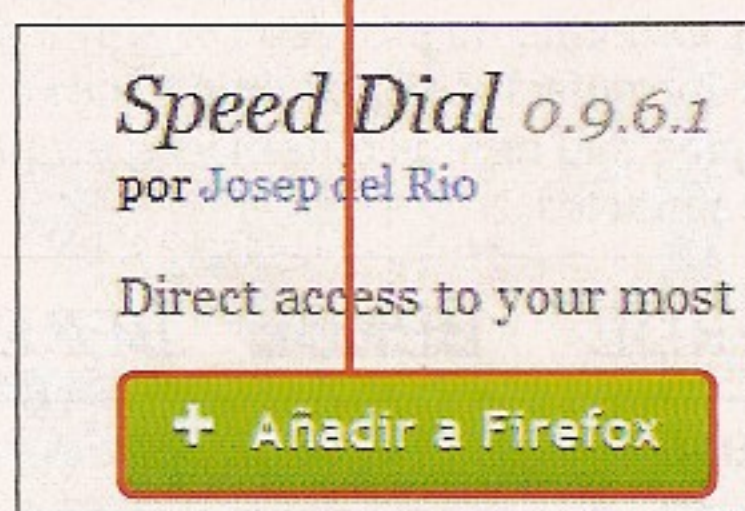 Speed Dial 0.9.6.1
por Josep del Rio
Direct access to your most
+ Añadir a Firefox